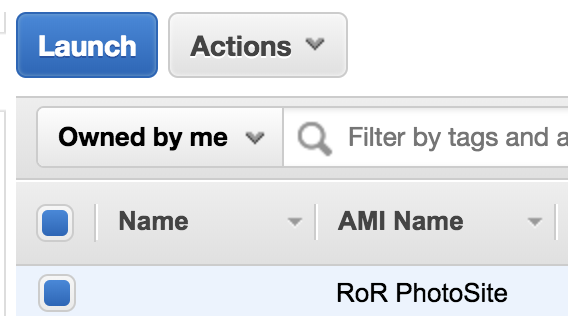 Launch Actions
Owned by me Filter by tags and a
Name AMI Name
RoR PhotoSite